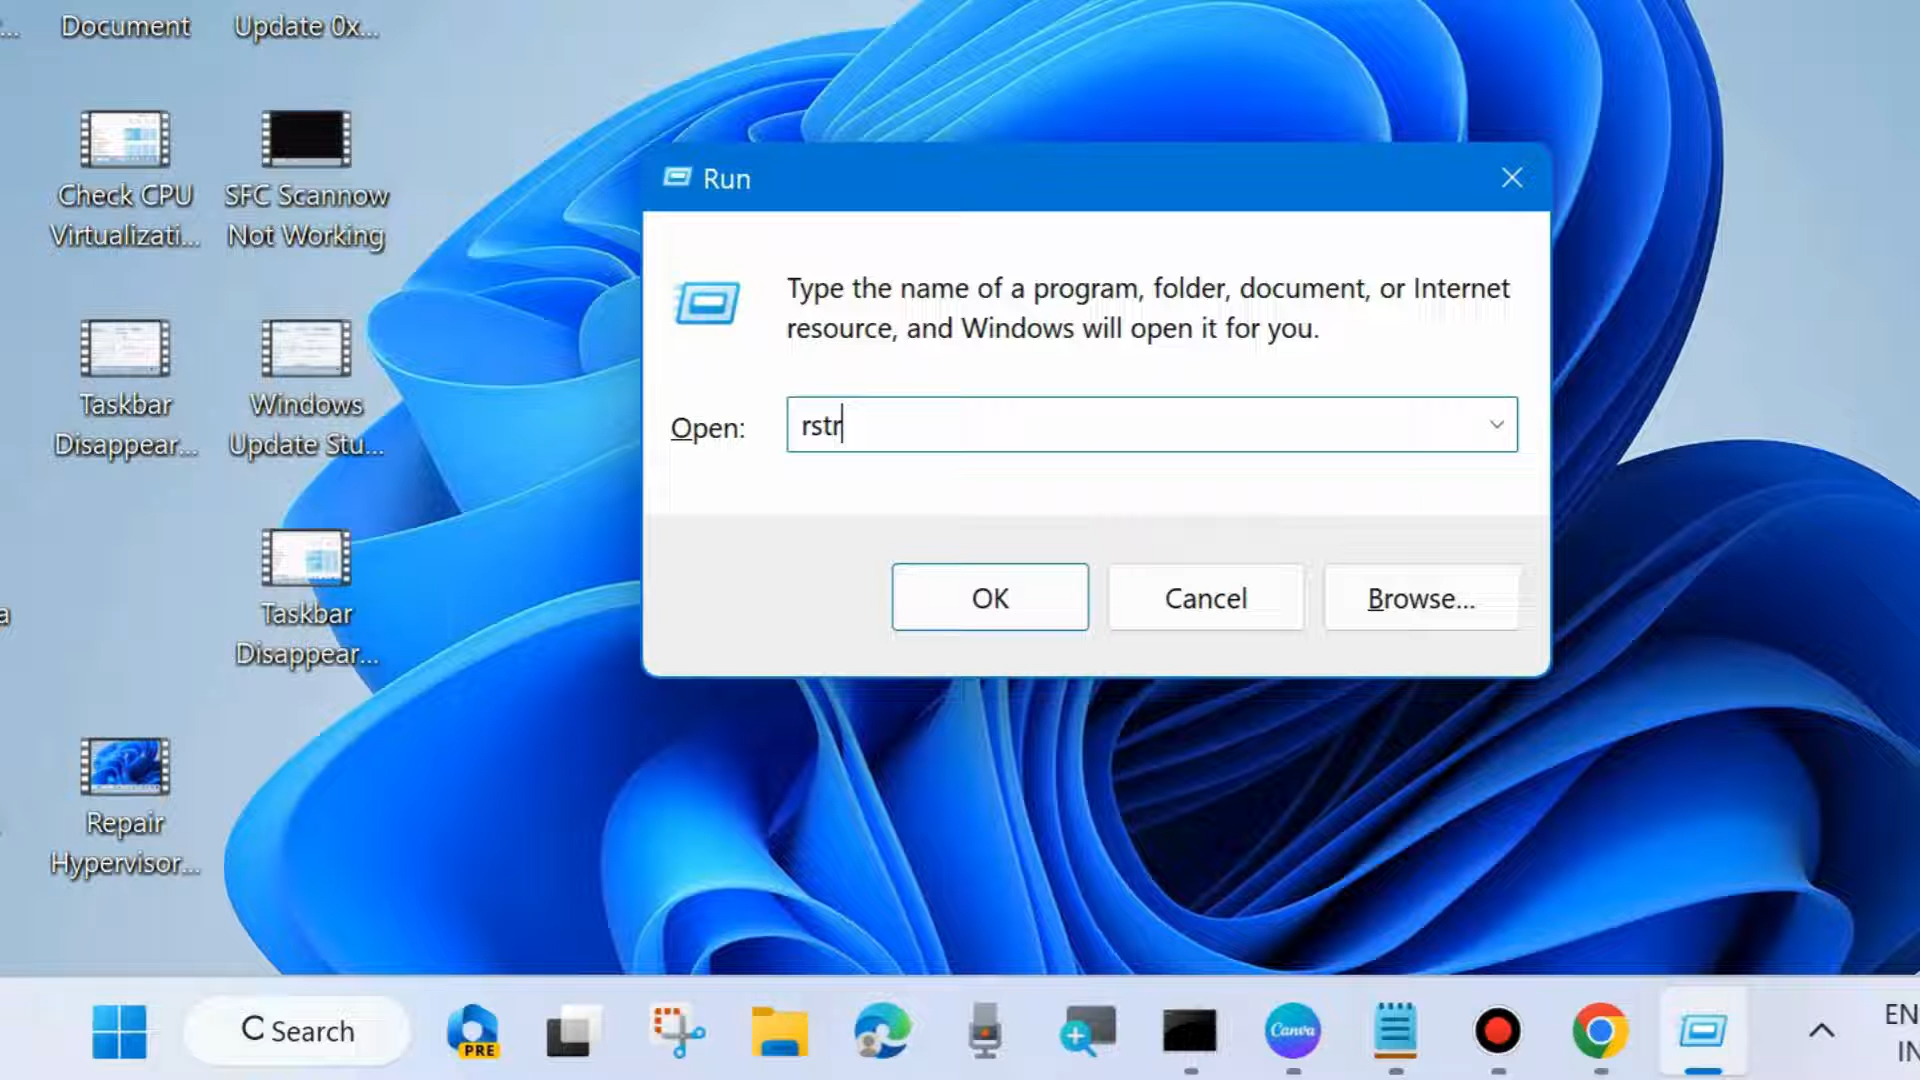 ...
Document
Update 0x...
Check CPU
Virtualizati...
SFC Scannow
Not Working
Taskbar
Disappear...
Windows
Update Stu...
Taskbar
Disappear...
a
Repair
Hypervisor...
Run
Type the name of a program, folder, document, or Internet
resource, and Windows will open it for you.
Open:
rstr
OK
Cancel
Browse...
Search
PRE
Canva
EN
IN